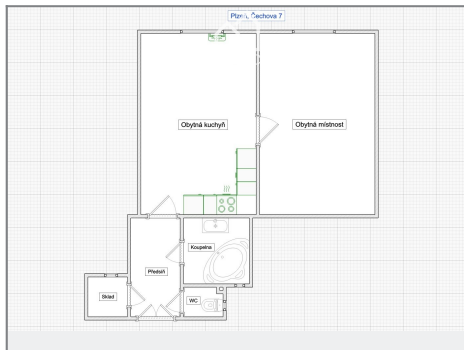 Plzeň, Čechova 7
Obytná kuchyň
Obytná místnost
Koupelna
Předsíň
Sklad
WC